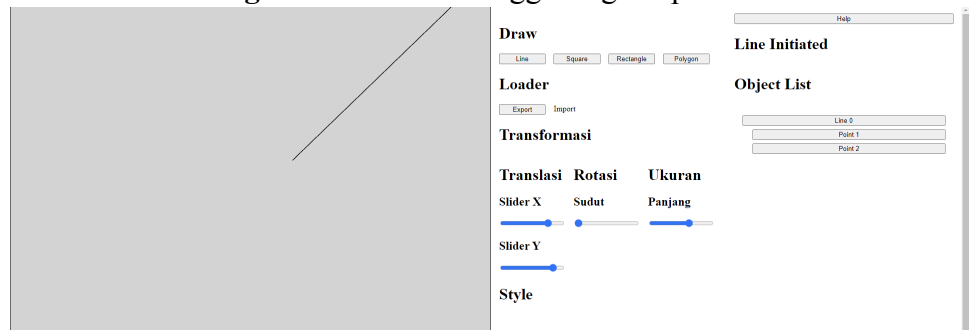 Draw
Line Square Rectangle Polygon
Loader
Export Import
Transformasi
Translasi Rotasi Ukuran
Slider X Sudut Panjang
Slider Y
Style
Help
Line Initiated
Object List
Line 0
Point 1
Point 2